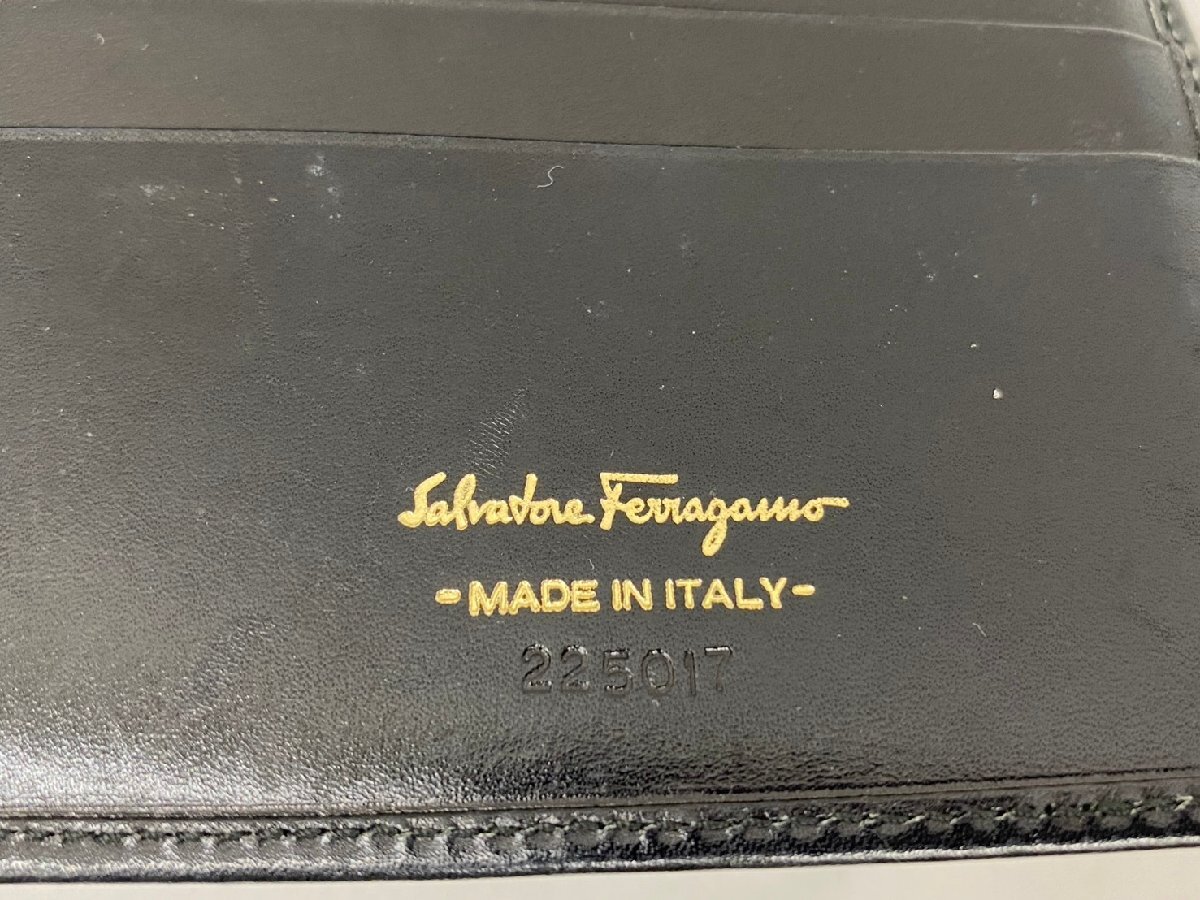 Salvatore Ferragamo
-MADE IN ITALY-
225017